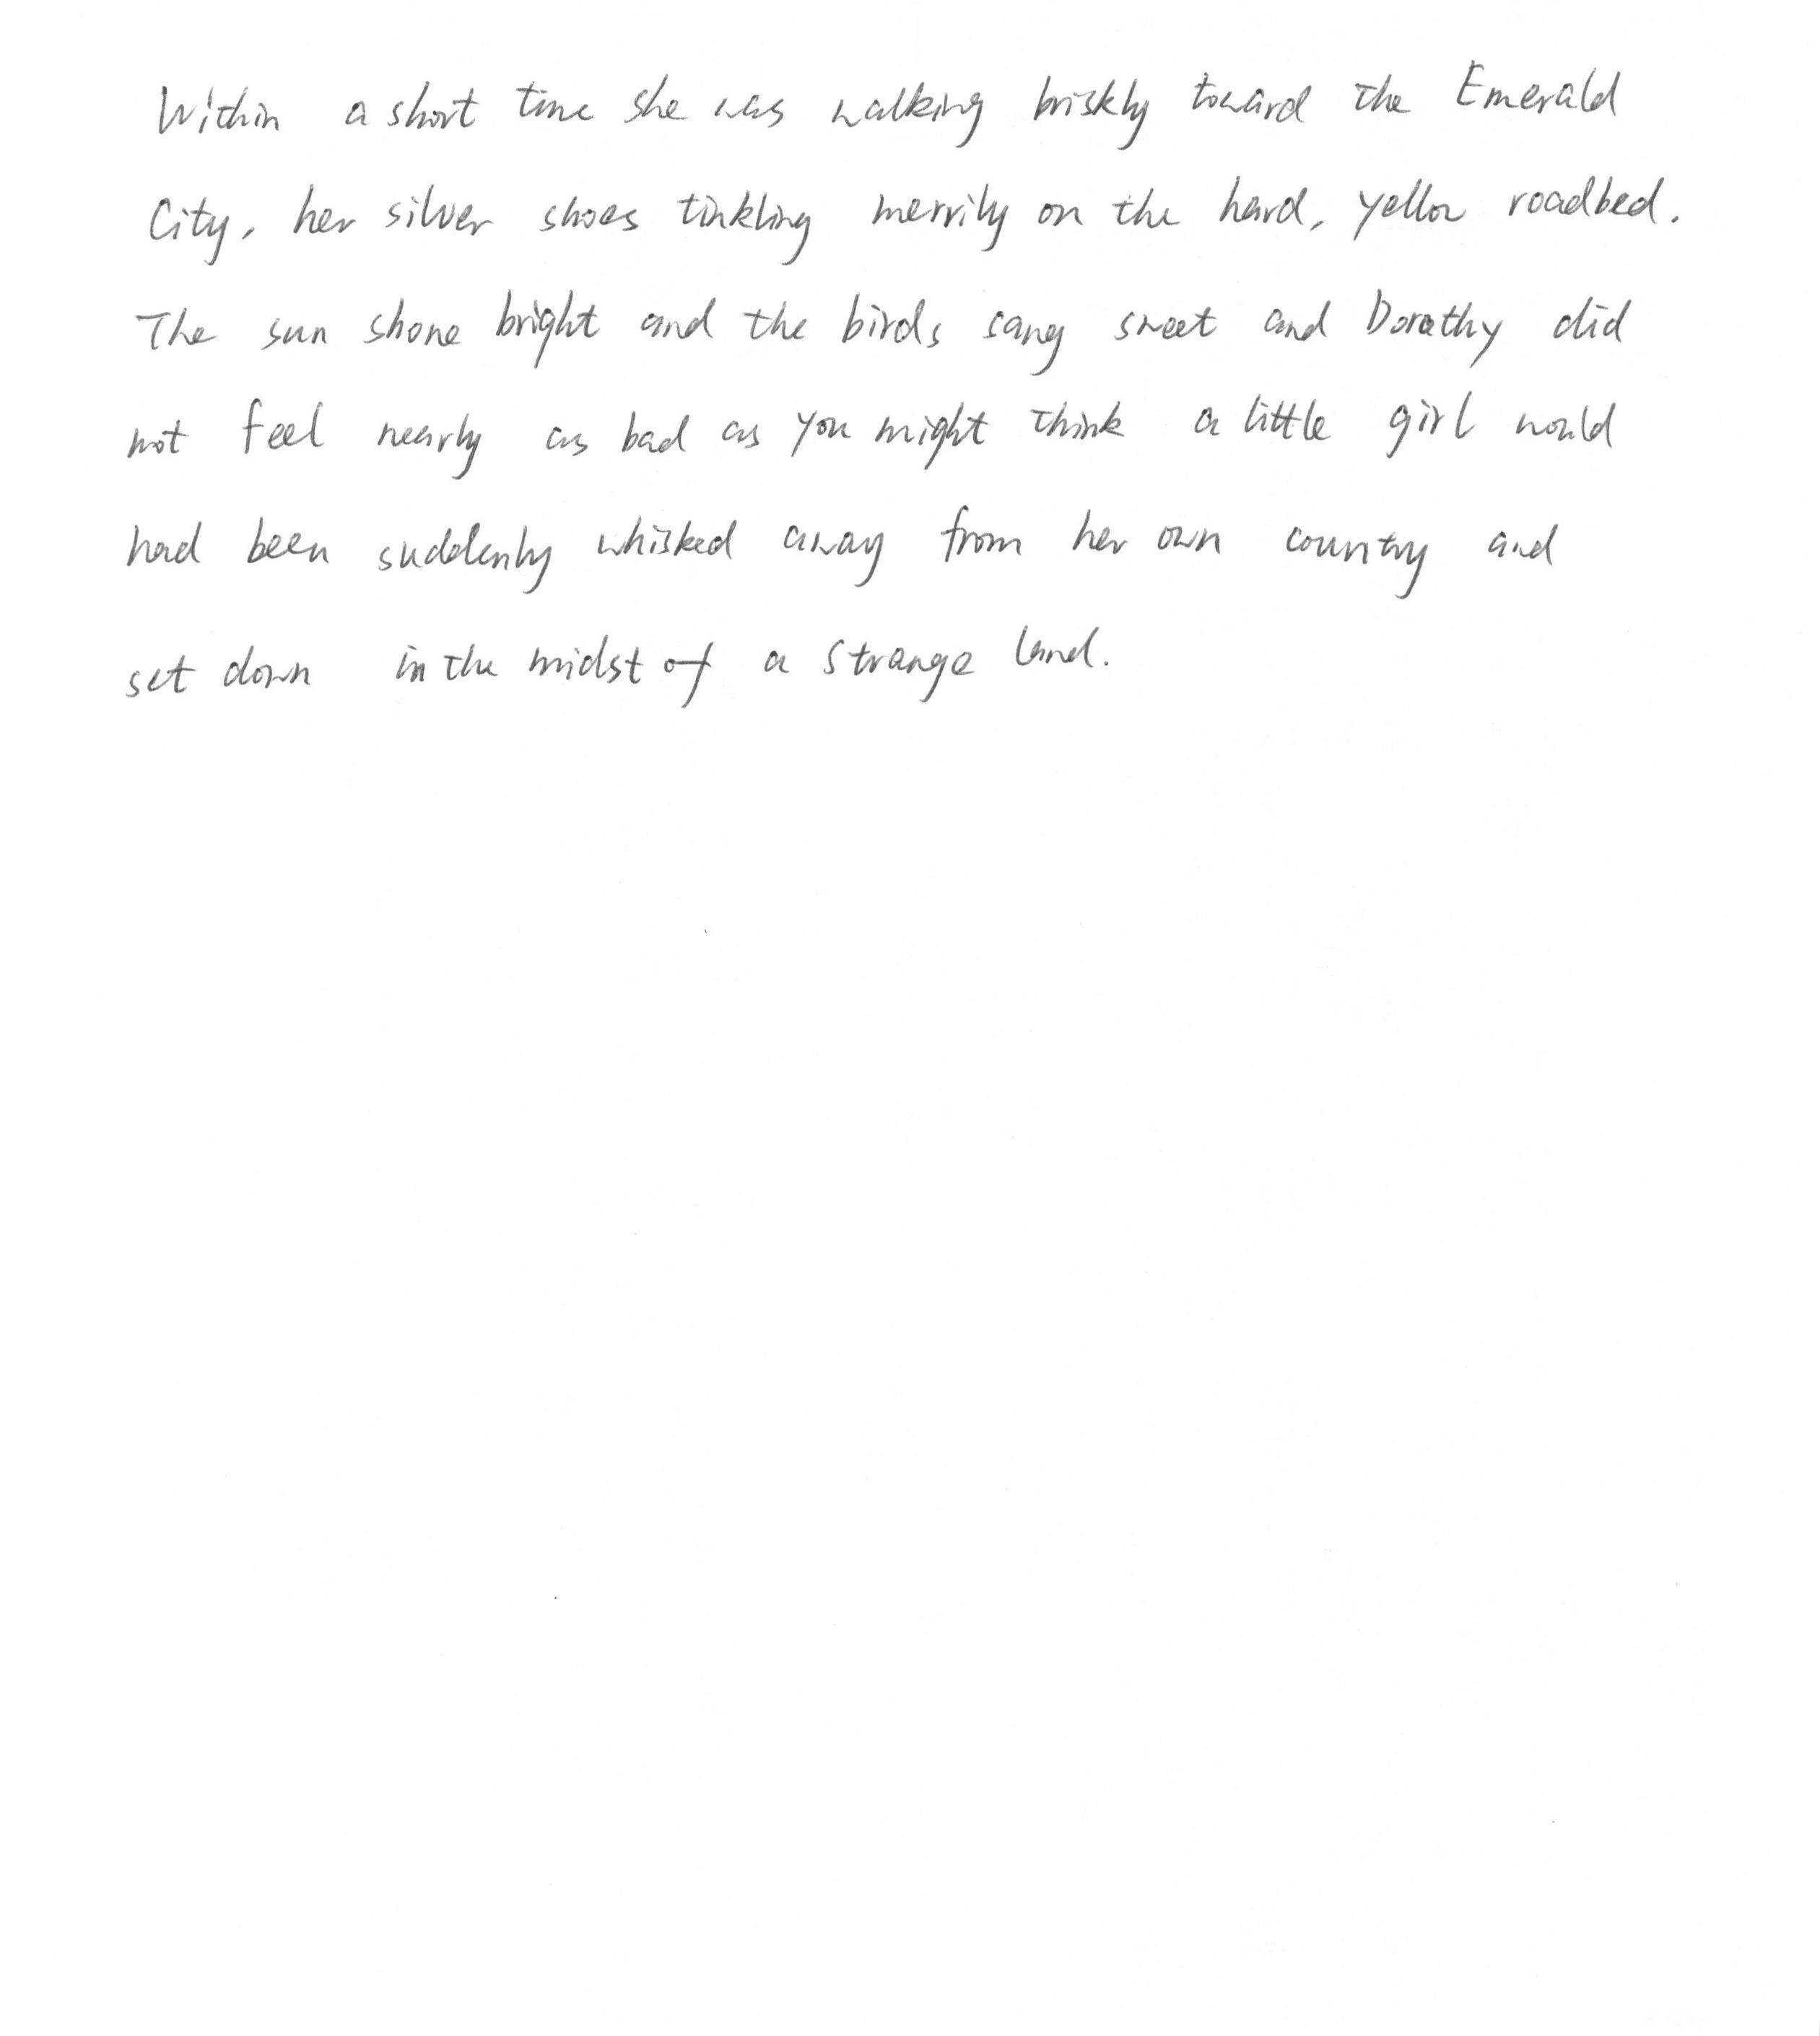 Within a short time she was walking briskly toward the Emerald
City, her silver shoes tinkling merrily on the hard, yellow roadbed.
The sun shone bright and the birds sang sweet and Dorothy did
not feel nearly as bad as you might think a little girl would
had been suddenly whisked away from her own country and
set down in the midst of a strange land.